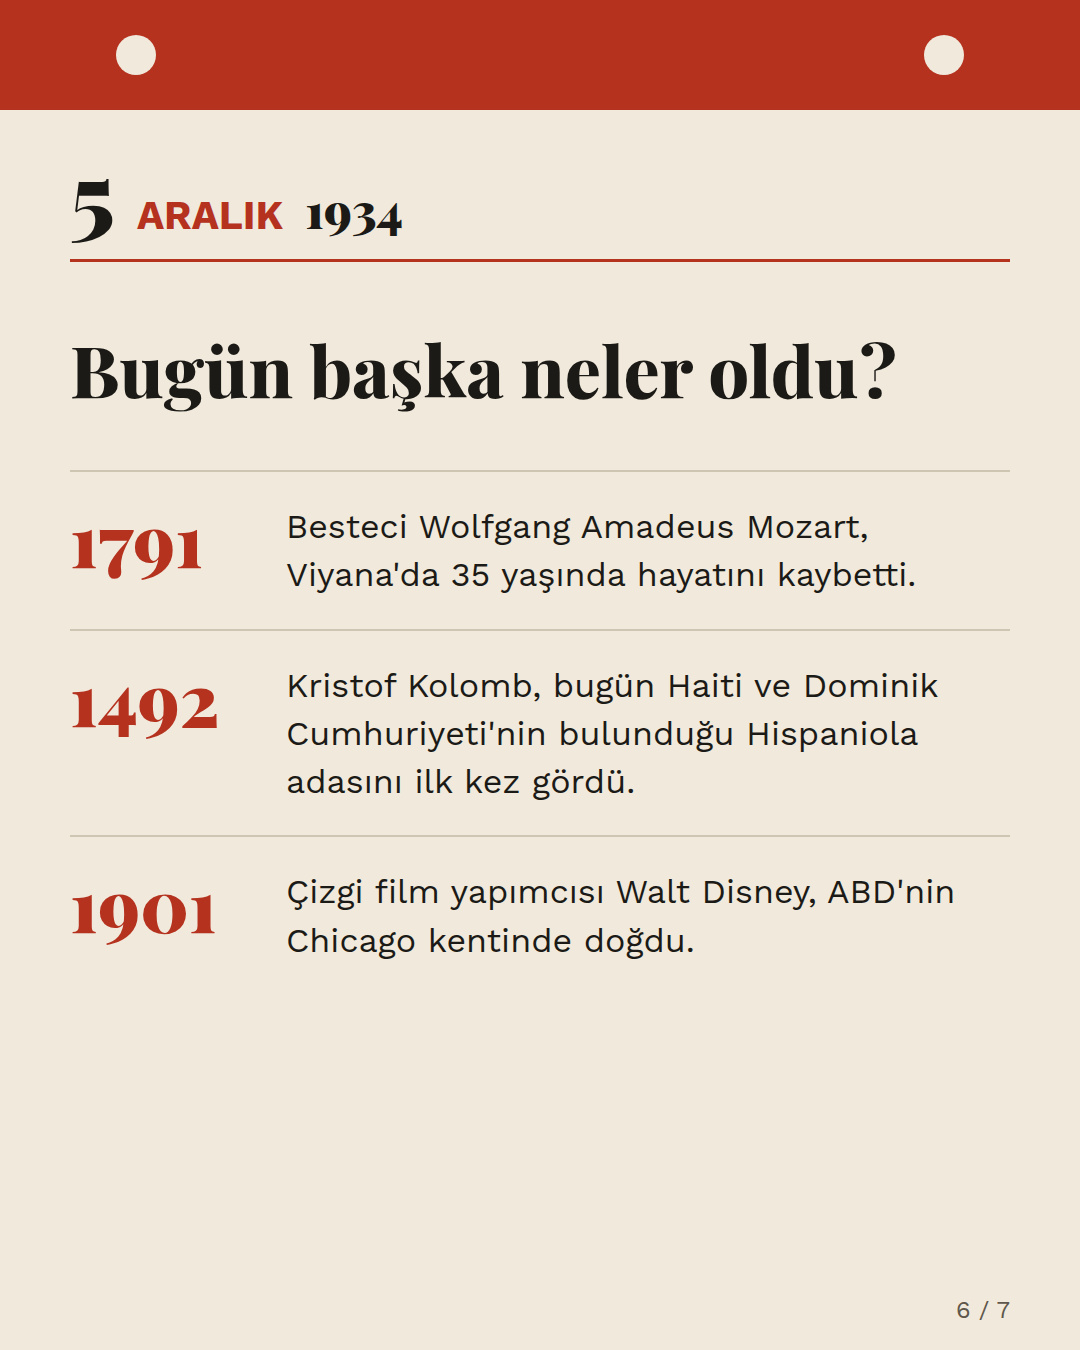 5 ARALIK 1934
Bugün başka neler oldu?
1791
Besteci Wolfgang Amadeus Mozart,
Viyana'da 35 yaşında hayatını kaybetti.
1492
Kristof Kolomb, bugün Haiti ve Dominik
Cumhuriyeti'nin bulunduğu Hispaniola
adasını ilk kez gördü.
1901
Çizgi film yapımcısı Walt Disney, ABD'nin
Chicago kentinde doğdu.
6 / 7